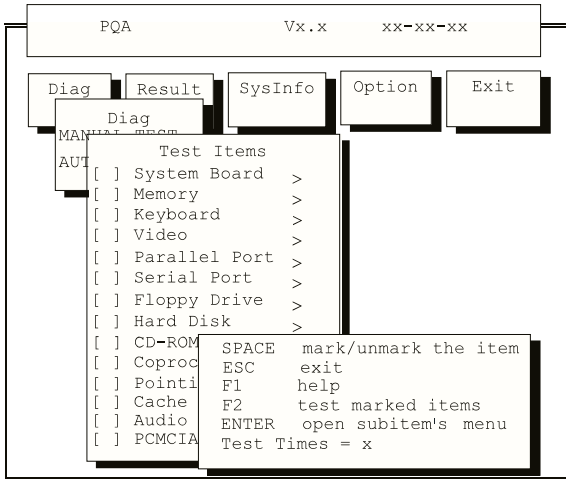 PQA Vx.x xx-xx-xx
Diag Result SysInfo Option Exit
Diag
MANUAL TEST
AUT
Test Items
[ ] System Board >
[ ] Memory >
[ ] Keyboard >
[ ] Video >
[ ] Parallel Port >
[ ] Serial Port >
[ ] Floppy Drive >
[ ] Hard Disk >
[ ] CD-ROM
[ ] Coproc
[ ] Pointi
[ ] Cache
[ ] Audio
[ ] PCMCIA
SPACE mark/unmark the item
ESC exit
F1 help
F2 test marked items
ENTER open subitem's menu
Test Times = x